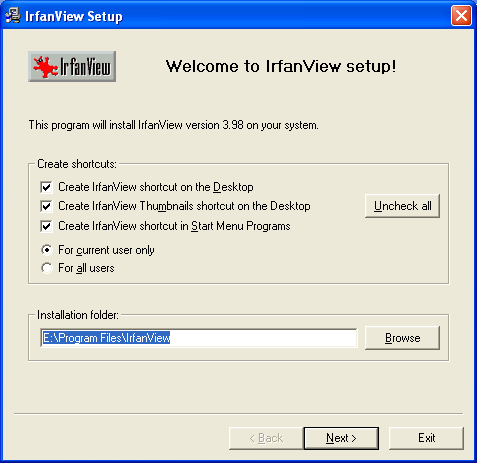 IrfanView Setup
IrfanView
Welcome to IrfanView setup!
This program will install IrfanView version 3.98 on your system.
Create shortcuts:
Create IrfanView shortcut on the Desktop
Create IrfanView Thumbnails shortcut on the Desktop
Uncheck all
Create IrfanView shortcut in Start Menu Programs
For current user only
For all users
Installation folder:
E:\Program Files\IrfanView
Browse
< Back
Next >
Exit